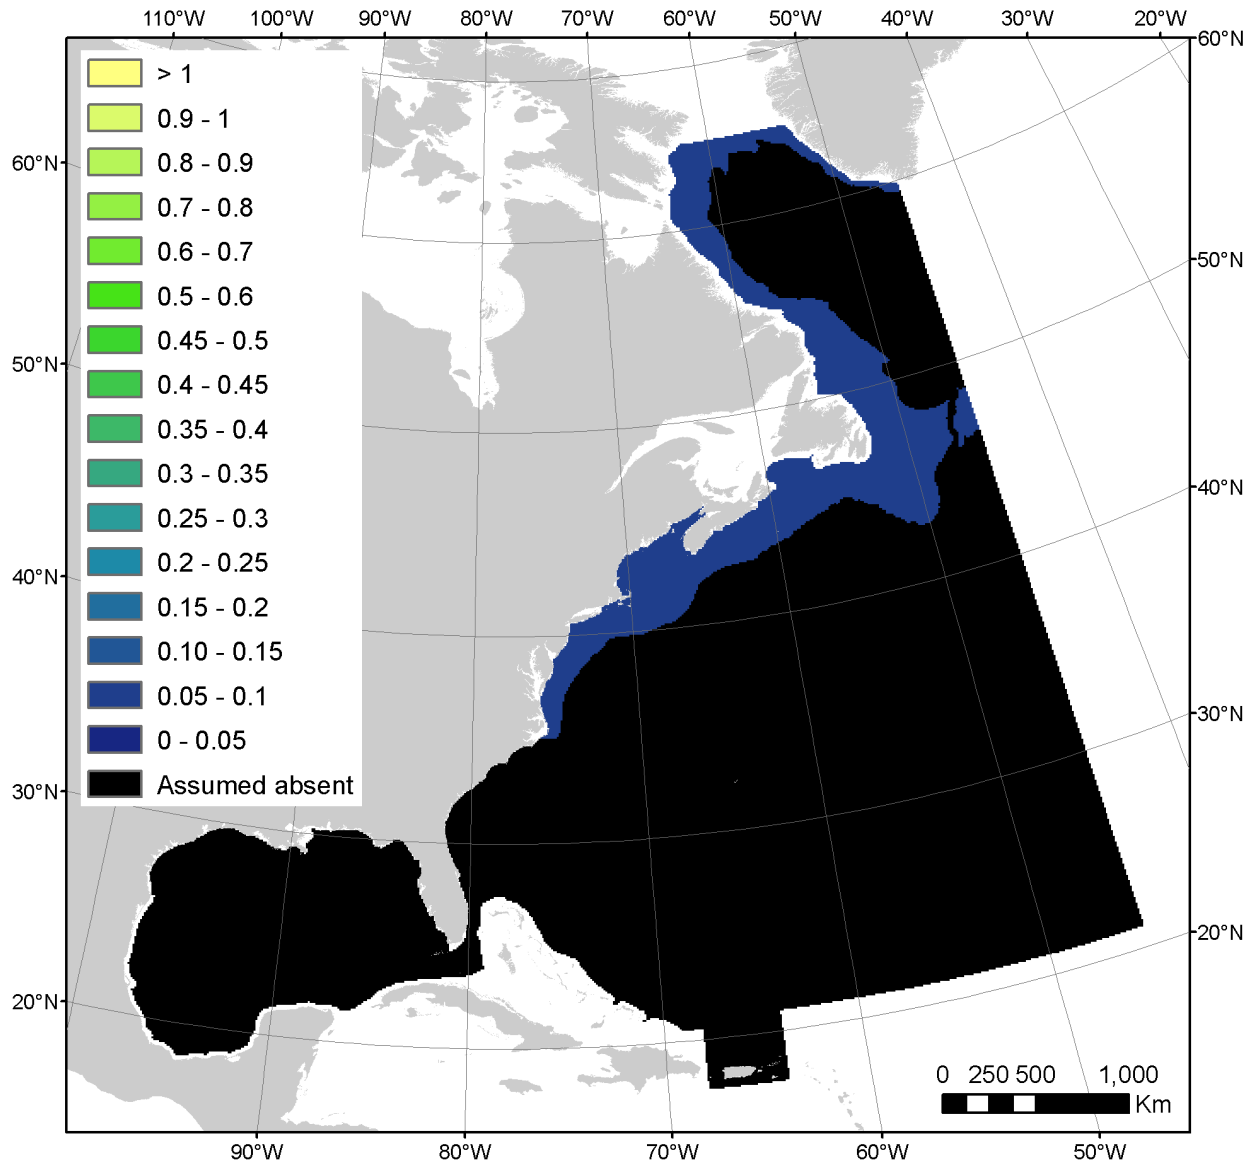 110°W 100°W 90°W 80°W 70°W 60°W 50°W 40°W 30°W 20°W
60°N
> 1
0.9 - 1
0.8 - 0.9
60°N
0.7 - 0.8
0.6 - 0.7
50°N
0.5 - 0.6
0.45 - 0.5
50°N
0.4 - 0.45
0.35 - 0.4
0.3 - 0.35
40°N
0.25 - 0.3
0.2 - 0.25
40°N
0.15 - 0.2
0.10 - 0.15
0.05 - 0.1
30°N
0 - 0.05
Assumed absent
30°N
20°N
20°N
0 250 500 1,000
Km
90°W 80°W 70°W 60°W 50°W